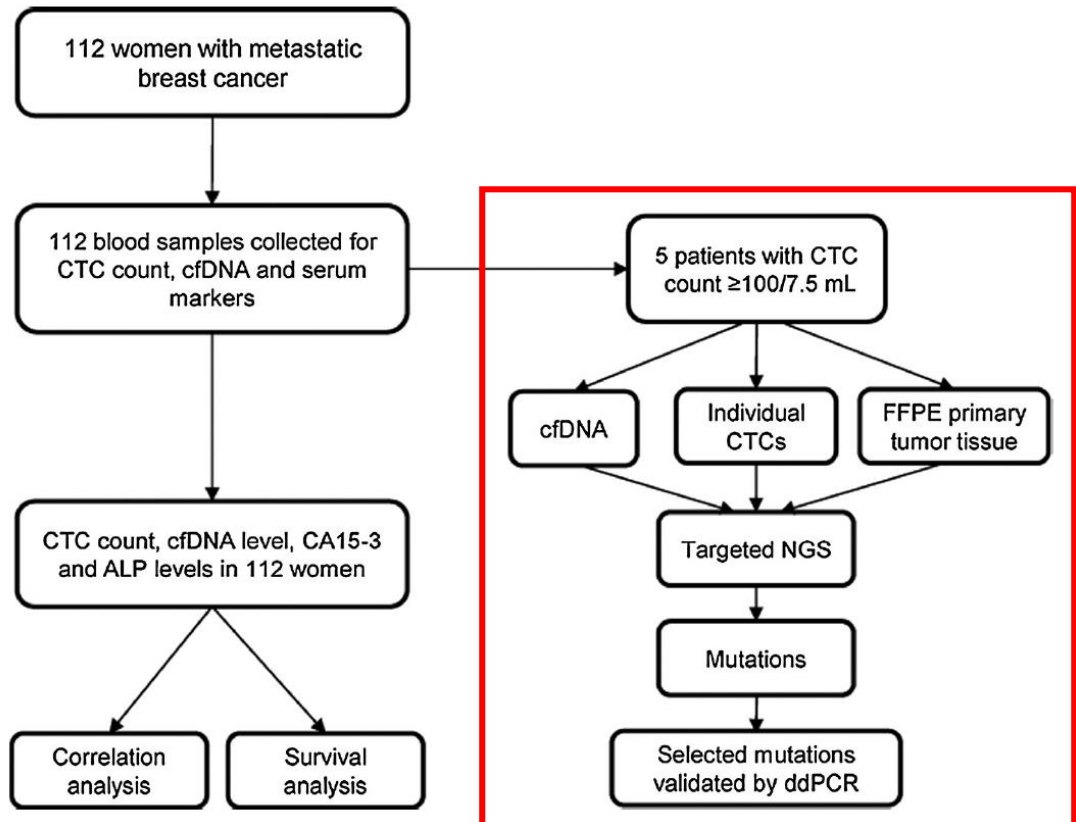 112 women with metastatic
breast cancer
112 blood samples collected for
CTC count, cfDNA and serum
markers
5 patients with CTC
count ≥100/7.5 mL
cfDNA
Individual
CTCs
FFPE primary
tumor tissue
Targeted NGS
CTC count, cfDNA level, CA15-3
and ALP levels in 112 women
Mutations
Correlation
analysis
Survival
analysis
Selected mutations
validated by ddPCR